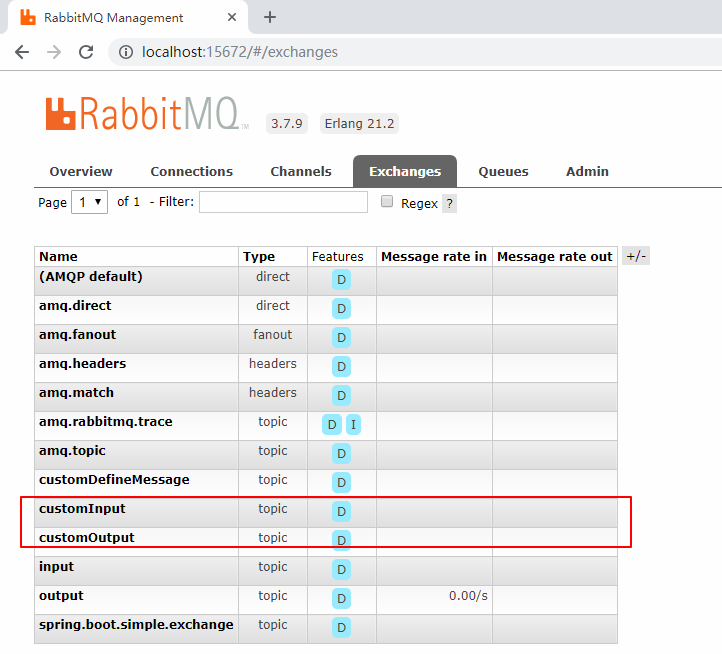 RabbitMQ Management
localhost:15672/#/exchanges
RabbitMQ™ 3.7.9 Erlang 21.2
Overview Connections Channels Exchanges Queues Admin
Page 1 of 1 - Filter: Regex ?
Name Type Features Message rate in Message rate out +/-
(AMQP default) direct D
amq.direct direct D
amq.fanout fanout D
amq.headers headers D
amq.match headers D
amq.rabbitmq.trace topic D I
amq.topic topic D
customDefineMessage topic D
customInput topic D
customOutput topic D
input topic D
output topic D 0.00/s
spring.boot.simple.exchange topic D